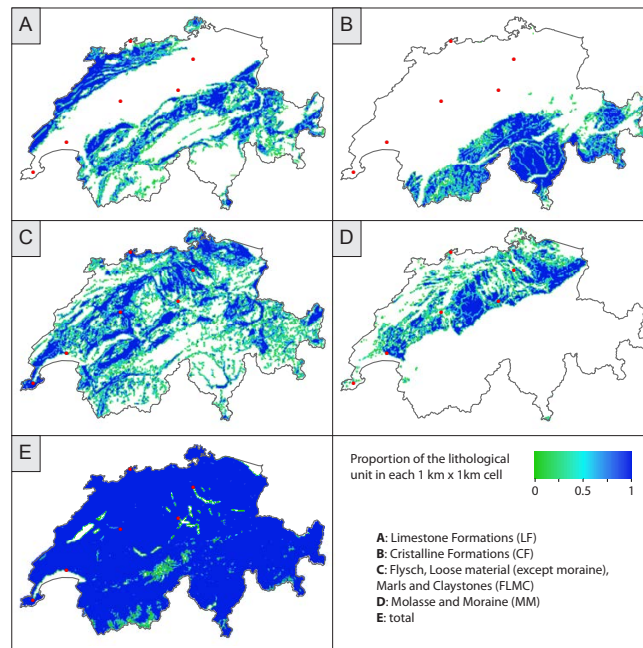 A
B
C
D
E
Proportion of the lithological
unit in each 1 km x 1km cell
0 0.5 1
A: Limestone Formations (LF)
B: Cristalline Formations (CF)
C: Flysch, Loose material (except moraine),
Marls and Claystones (FLMC)
D: Molasse and Moraine (MM)
E: total